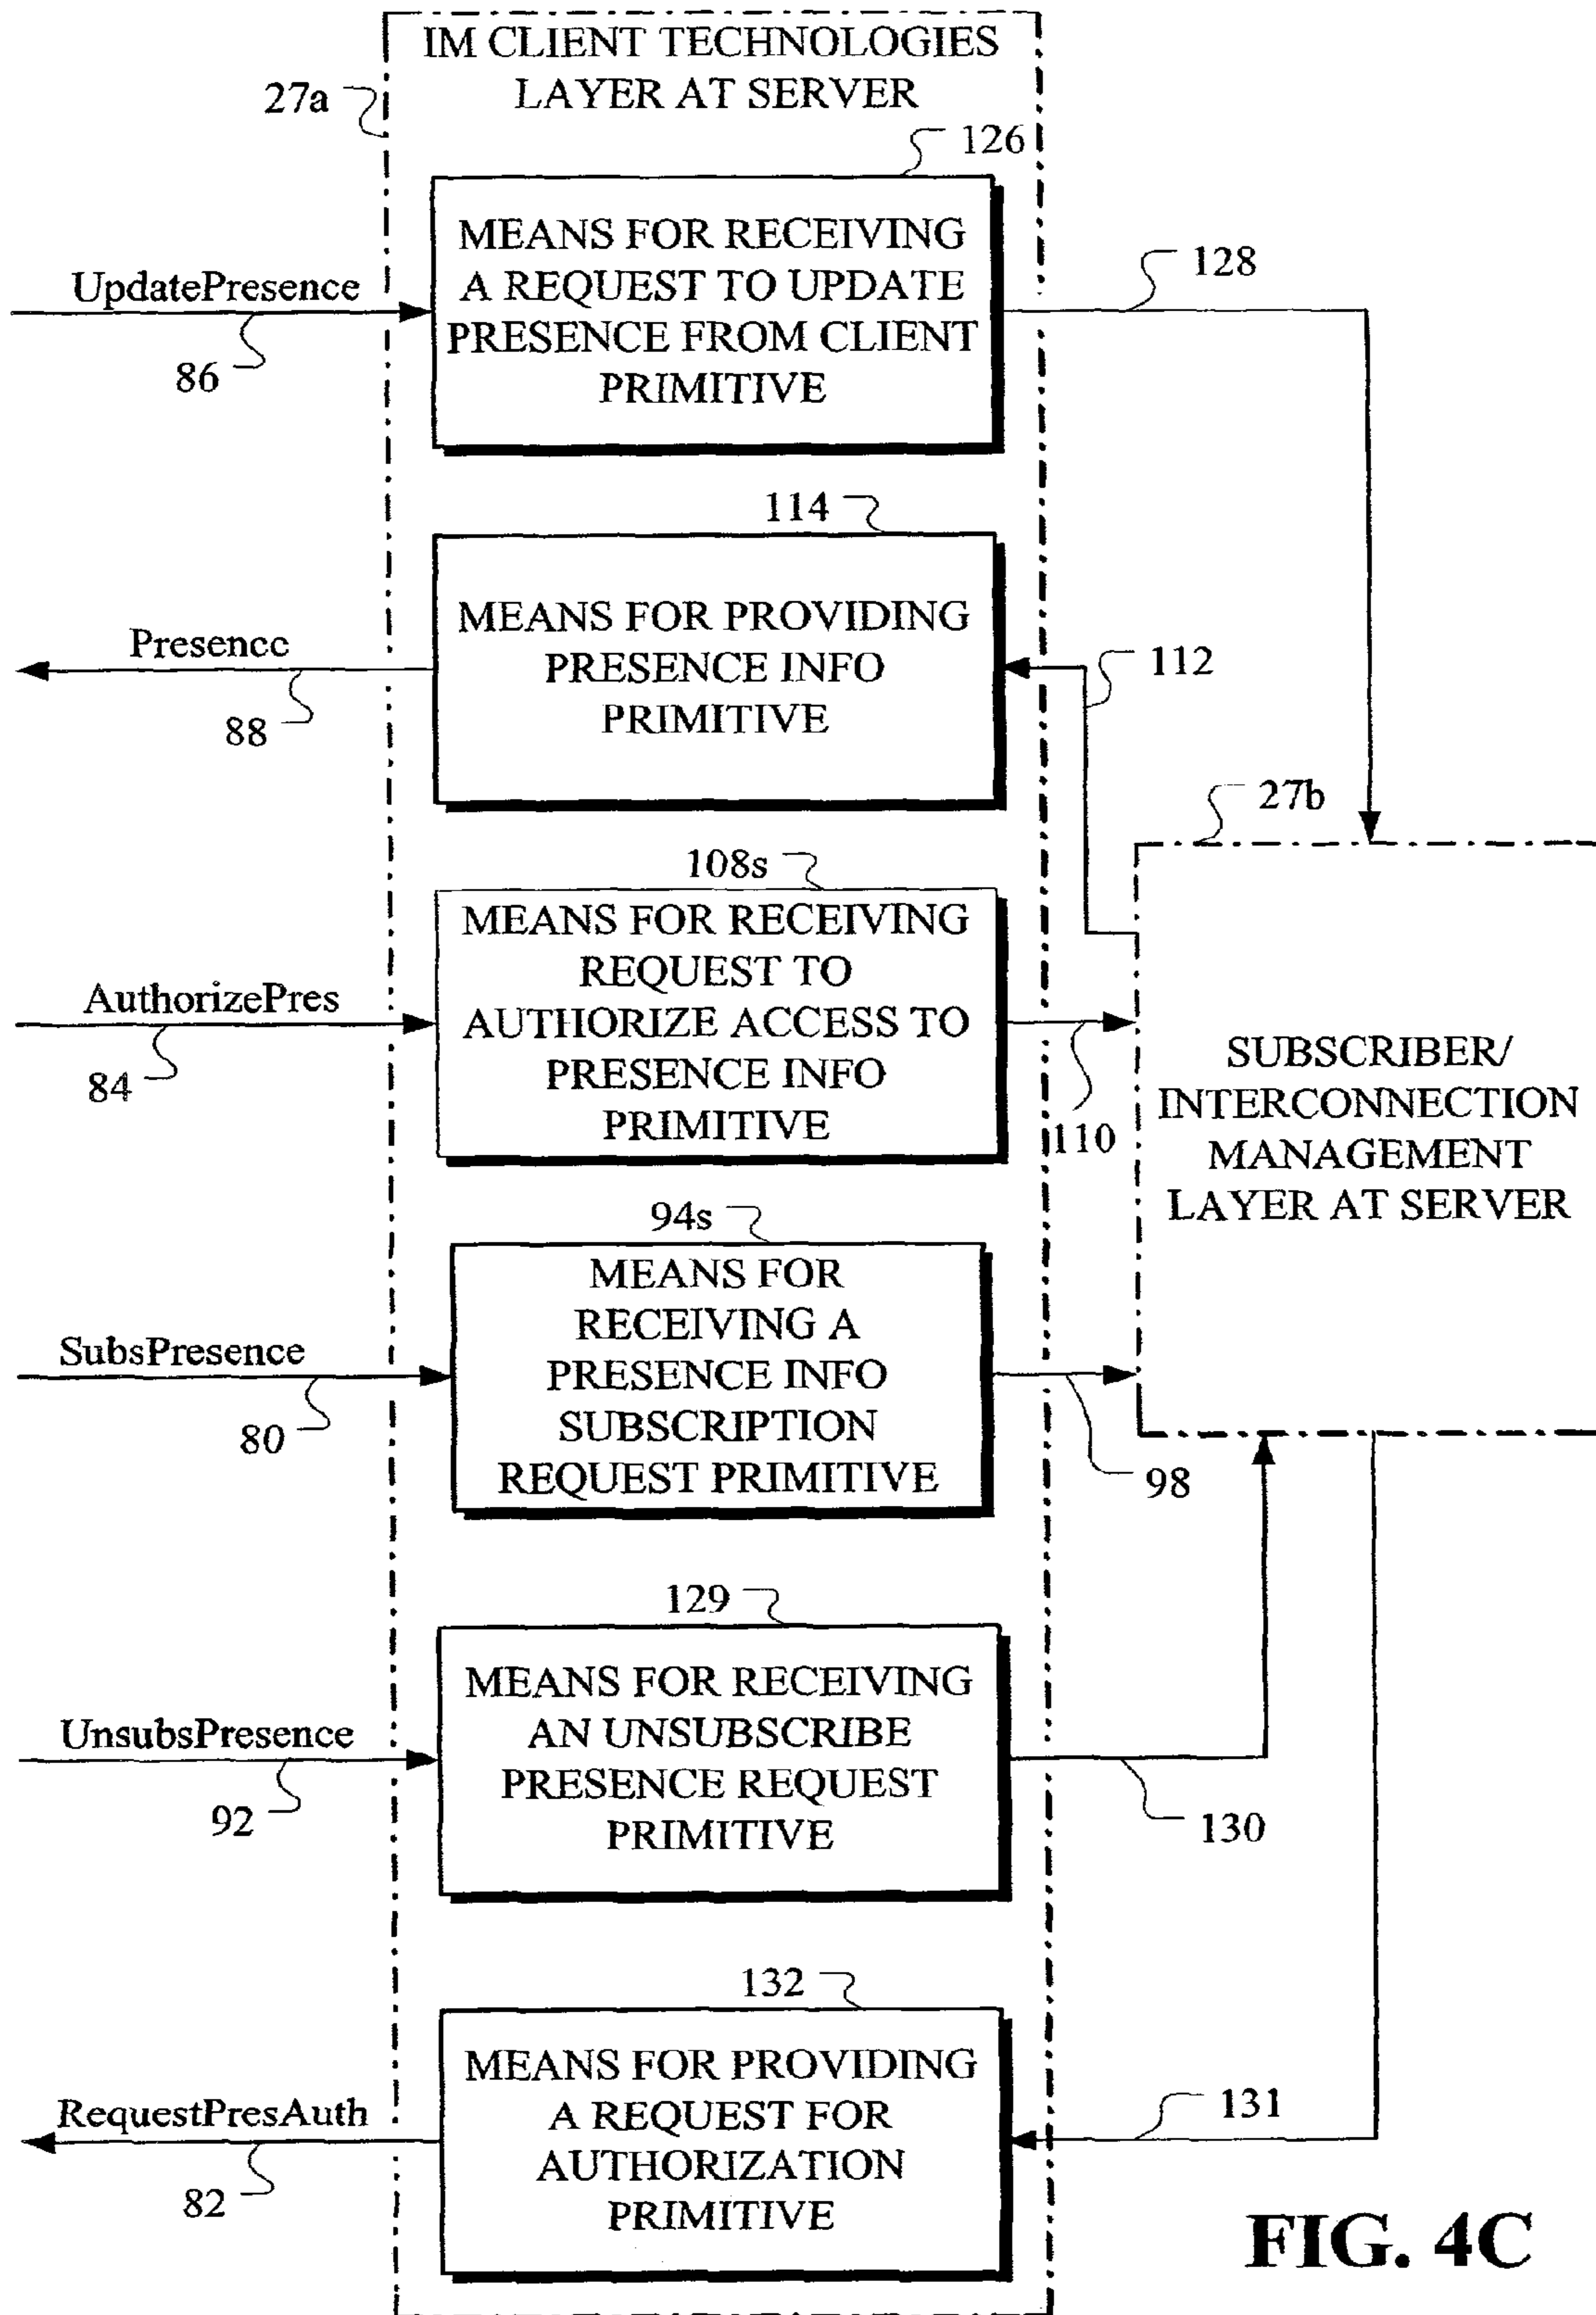 IM CLIENT TECHNOLOGIES
LAYER AT SERVER
27a
126
MEANS FOR RECEIVING
A REQUEST TO UPDATE
PRESENCE FROM CLIENT
PRIMITIVE
UpdatePresence
86
128
114
MEANS FOR PROVIDING
PRESENCE INFO
PRIMITIVE
Presence
88
112
27b
108s
MEANS FOR RECEIVING
REQUEST TO
AUTHORIZE ACCESS TO
PRESENCE INFO
PRIMITIVE
AuthorizePres
84
110
SUBSCRIBER/
INTERCONNECTION
MANAGEMENT
LAYER AT SERVER
94s
MEANS FOR
RECEIVING A
PRESENCE INFO
SUBSCRIPTION
REQUEST PRIMITIVE
SubsPresence
80
98
129
MEANS FOR RECEIVING
AN UNSUBSCRIBE
PRESENCE REQUEST
PRIMITIVE
UnsubsPresence
92
130
132
MEANS FOR PROVIDING
A REQUEST FOR
AUTHORIZATION
PRIMITIVE
RequestPresAuth
82
131
FIG. 4C